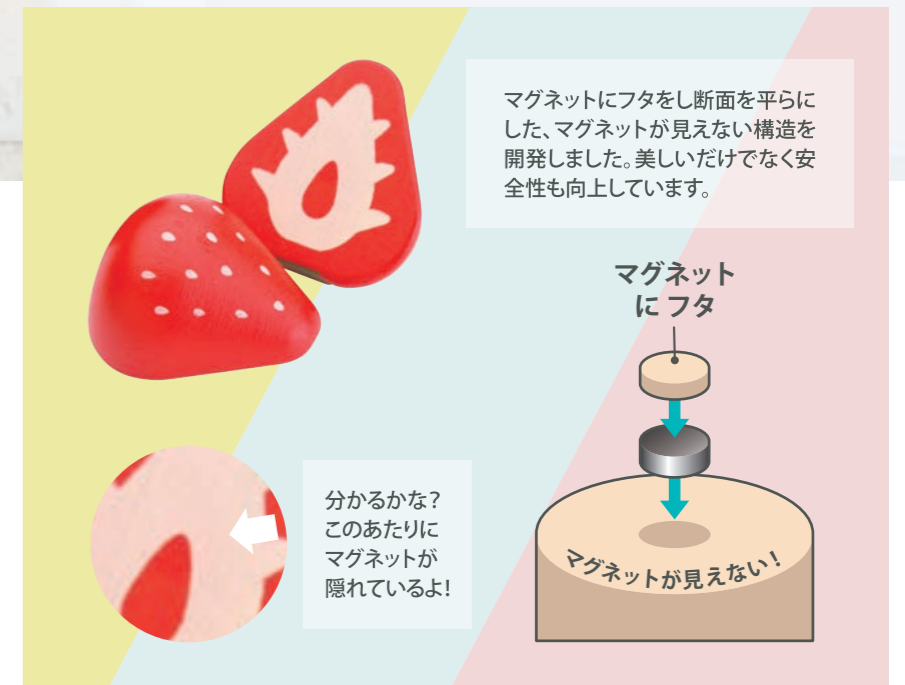 マグネットにフタをし断面を平らに
した、マグネットが見えない構造を
開発しました。美しいだけでなく安
全性も向上しています。
マグネット
に フタ
マグネットが見えない!
分かるかな?
このあたりに
マグネットが
隠れているよ!